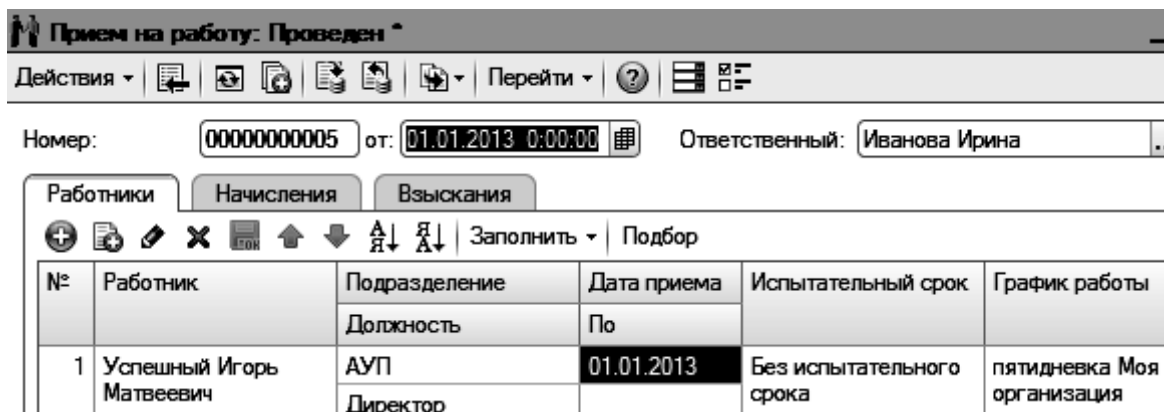 Прием на работу: Проведен *
Действия Перейти
Номер: 00000000005 от: 01.01.2013 0:00:00 Ответственный: Иванова Ирина ...
Работники Начисления Взыскания
Заполнить Подбор
№ Работник Подразделение Дата приема Испытательный срок График работы
Должность По
1 Успешный Игорь АУП 01.01.2013 Без испытательного пятидневка Моя
Матвеевич срока организация
Директор